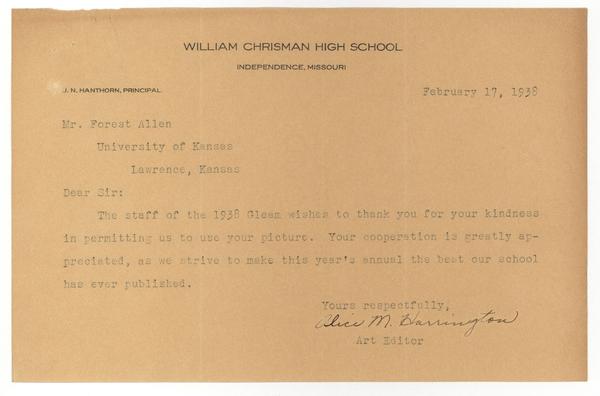 WILLIAM CHRISMAN HIGH SCHOOL
INDEPENDENCE, MISSOURI
J. N. HANTHORN, PRINCIPAL
February 17, 1938
Mr. Forest Allen
University of Kansas
Lawrence, Kansas
Dear Sir:
The staff of the 1938 Gleam wishes to thank you for your kindness
in permitting us to use your picture. Your cooperation is greatly ap-
preciated, as we strive to make this year's annual the best our school
has ever published.
Yours respectfully,
Alice M. Harrington
Art Editor